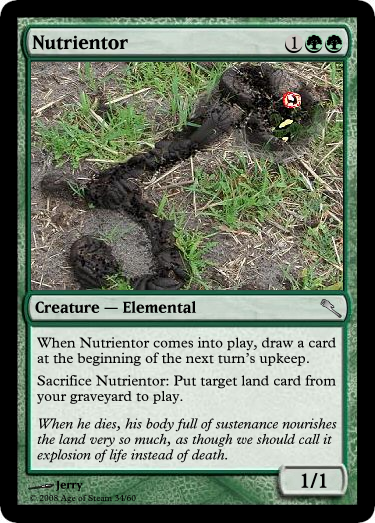 Nutrientor 1
Creature — Elemental
When Nutrientor comes into play, draw a card
at the beginning of the next turn's upkeep.
Sacrifice Nutrientor: Put target land card from
your graveyard to play.
When he dies, his body full of sustenance nourishes
the land very so much, as though we should call it
explosion of life instead of death.
1/1
Jerry
© 2008 Age of Steam 34/60